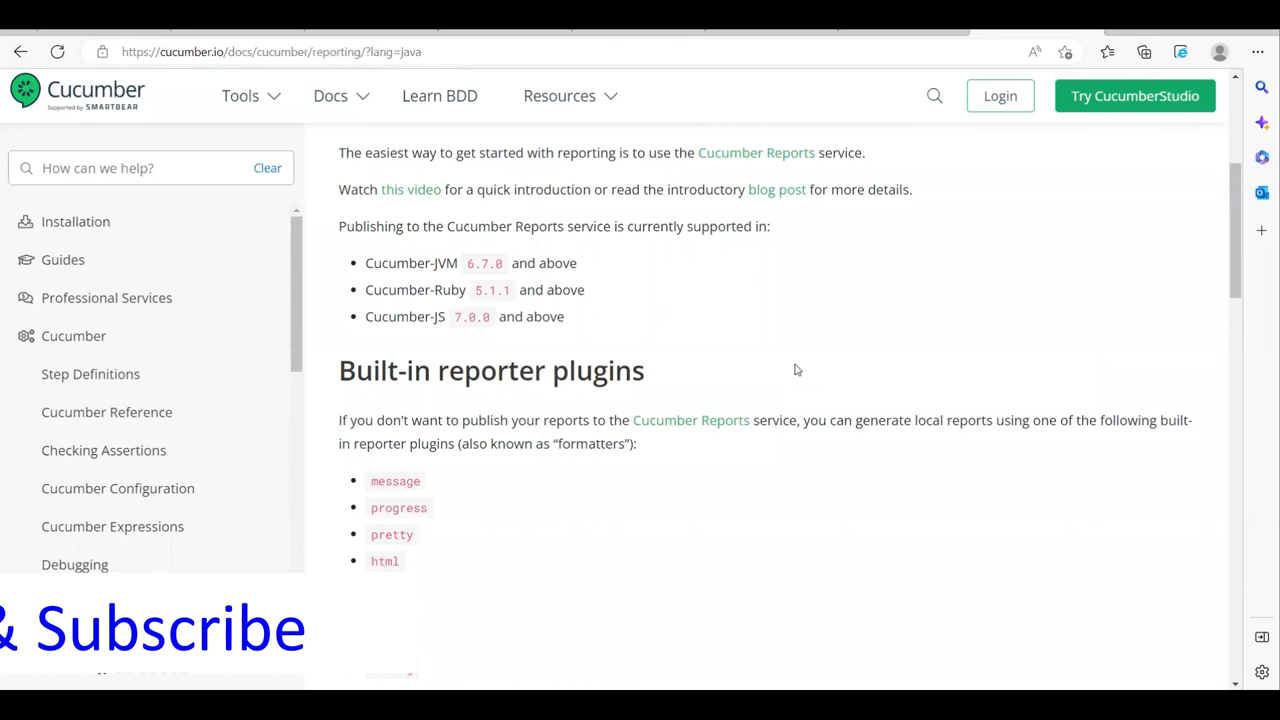 https://cucumber.io/docs/cucumber/reporting/?lang=java
Cucumber
Supported by SMARTBEAR
Tools
Docs
Learn BDD
Resources
Login
Try CucumberStudio
How can we help?
Clear
Installation
Guides
Professional Services
Cucumber
Step Definitions
Cucumber Reference
Checking Assertions
Cucumber Configuration
Cucumber Expressions
Debugging
The easiest way to get started with reporting is to use the Cucumber Reports service.
Watch this video for a quick introduction or read the introductory blog post for more details.
Publishing to the Cucumber Reports service is currently supported in:
Cucumber-JVM 6.7.0 and above
Cucumber-Ruby 5.1.1 and above
Cucumber-JS 7.0.0 and above
Built-in reporter plugins
If you don’t want to publish your reports to the Cucumber Reports service, you can generate local reports using one of the following built-
in reporter plugins (also known as “formatters”):
message
progress
pretty
html
& Subscribe